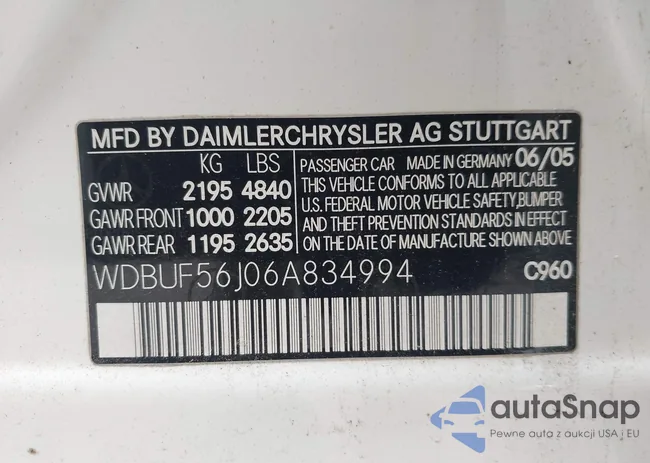 MFD BY DAIMLERCHRYSLER AG STUTTGART
KG LBS
GVWR 2195 4840
GAWR FRONT 1000 2205
GAWR REAR 1195 2635
PASSENGER CAR MADE IN GERMANY 06/05
THIS VEHICLE CONFORMS TO ALL APPLICABLE
U.S. FEDERAL MOTOR VEHICLE SAFETY,BUMPER
AND THEFT PREVENTION STANDARDS IN EFFECT
ON THE DATE OF MANUFACTURE SHOWN ABOVE.
WDBUF56J06A834994 C960
autoSnap
Pewne auta z aukcji USA i EU